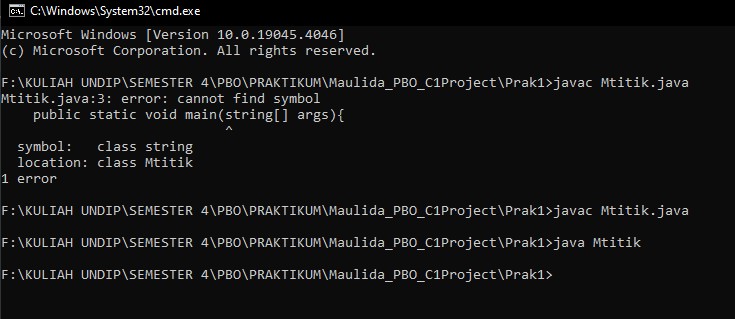 C:\Windows\System32\cmd.exe
Microsoft Windows [Version 10.0.19045.4046]
(c) Microsoft Corporation. All rights reserved.
F:\KULIAH UNDIP\SEMESTER 4\PBO\PRAKTIKUM\Maulida_PBO_C1Project\Prak1>javac Mtitik.java
Mtitik.java:3: error: cannot find symbol
    public static void main(string[] args){
                            ^
  symbol:   class string
  location: class Mtitik
1 error
F:\KULIAH UNDIP\SEMESTER 4\PBO\PRAKTIKUM\Maulida_PBO_C1Project\Prak1>javac Mtitik.java
F:\KULIAH UNDIP\SEMESTER 4\PBO\PRAKTIKUM\Maulida_PBO_C1Project\Prak1>java Mtitik
F:\KULIAH UNDIP\SEMESTER 4\PBO\PRAKTIKUM\Maulida_PBO_C1Project\Prak1>